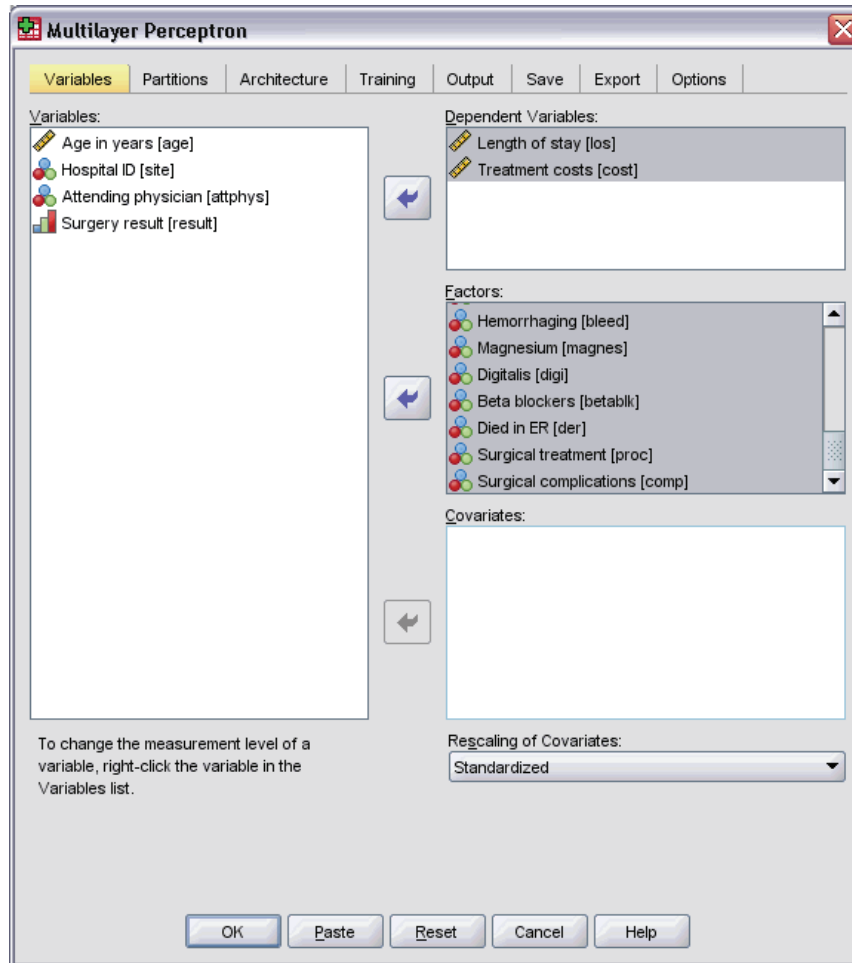 Multilayer Perceptron
Variables
Partitions
Architecture
Training
Output
Save
Export
Options
Variables:
Age in years [age]
Hospital ID [site]
Attending physician [attphys]
Surgery result [result]
To change the measurement level of a
variable, right-click the variable in the
Variables list.
Dependent Variables:
Length of stay [los]
Treatment costs [cost]
Factors:
Hemorrhaging [bleed]
Magnesium [magnes]
Digitalis [digi]
Beta blockers [betablk]
Died in ER [der]
Surgical treatment [proc]
Surgical complications [comp]
Covariates:
Rescaling of Covariates:
Standardized
OK
Paste
Reset
Cancel
Help